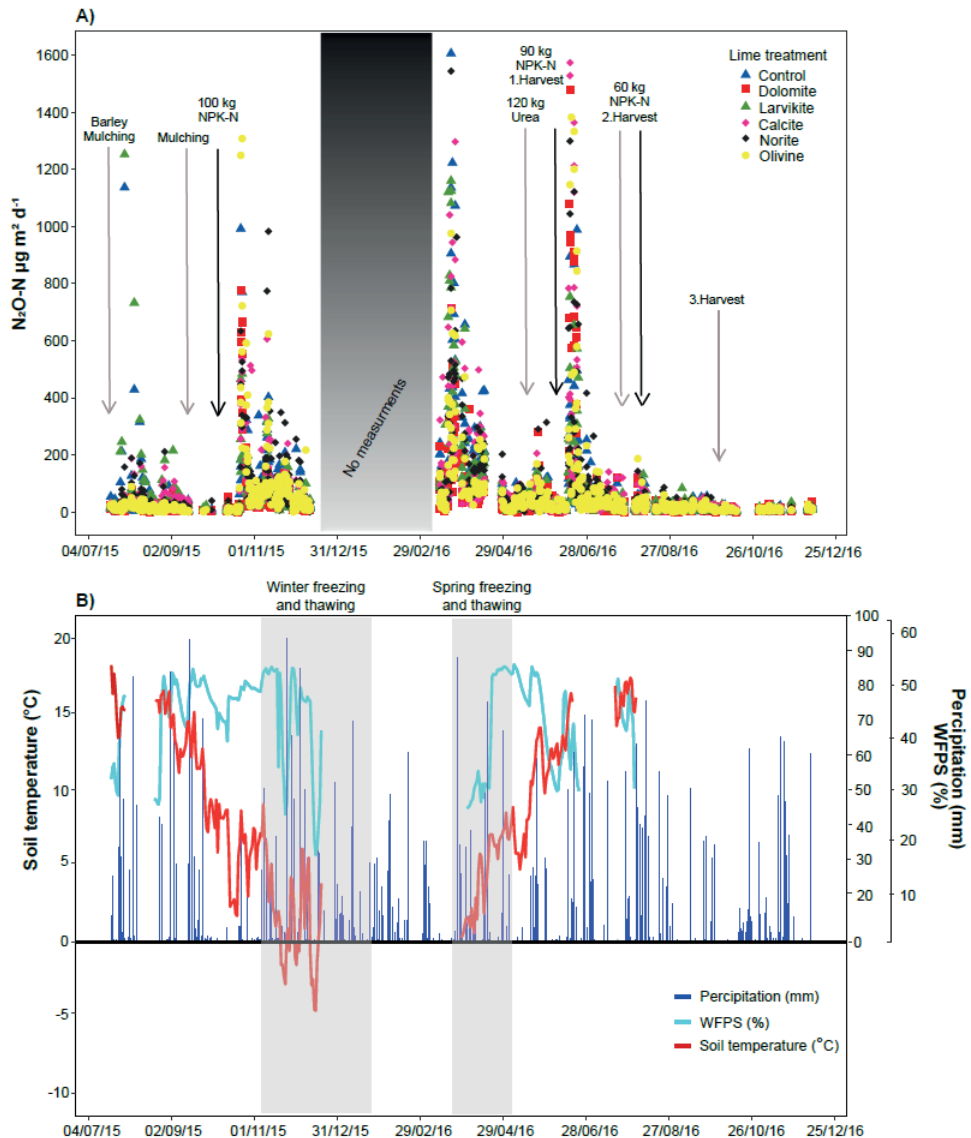 A)
N₂O-N µg m² d⁻¹
1600
1400
1200
1000
800
600
400
200
0
Barley
Mulching
Mulching
100 kg
NPK-N
No measurments
90 kg
NPK-N
1.Harvest
120 kg
Urea
60 kg
NPK-N
2.Harvest
3.Harvest
Lime treatment
Control
Dolomite
Larvikite
Calcite
Norite
Olivine
04/07/15 02/09/15 01/11/15 31/12/15 29/02/16 29/04/16 28/06/16 27/08/16 26/10/16 25/12/16
B)
Winter freezing
and thawing
Spring freezing
and thawing
Soil temperature (°C)
20
15
10
5
0
-5
-10
100
90
80
70
60
50
40
30
20
10
0
60
50
40
30
20
10
Percipitation (mm)
WFPS (%)
Percipitation (mm)
WFPS (%)
Soil temperature (°C)
04/07/15 02/09/15 01/11/15 31/12/15 29/02/16 29/04/16 28/06/16 27/08/16 26/10/16 25/12/16